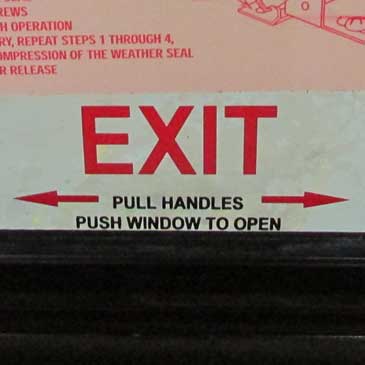 REWS
H OPERATION
RY, REPEAT STEPS 1 THROUGH 4,
OMPRESSION OF THE WEATHER SEAL
R RELEASE
EXIT
PULL HANDLES
PUSH WINDOW TO OPEN